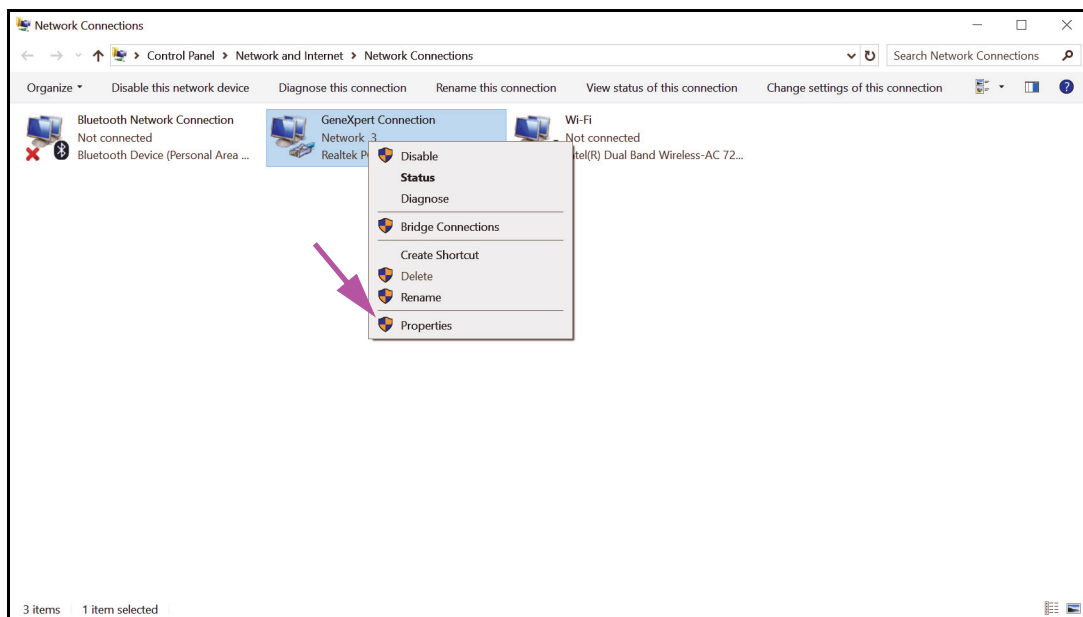 Network Connections
Control Panel > Network and Internet > Network Connections
Search Network Connections
Organize
Disable this network device
Diagnose this connection
Rename this connection
View status of this connection
Change settings of this connection
Bluetooth Network Connection
Not connected
Bluetooth Device (Personal Area ...
GeneXpert Connection
Network 3
Realtek
Wi-Fi
Not connected
Dual Band Wireless-AC 72...
Disable
Status
Diagnose
Bridge Connections
Create Shortcut
Delete
Rename
Properties
3 items
1 item selected